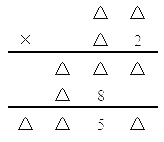 △ △
× △ 2
△ △ △
△ 8
△ △ 5 △